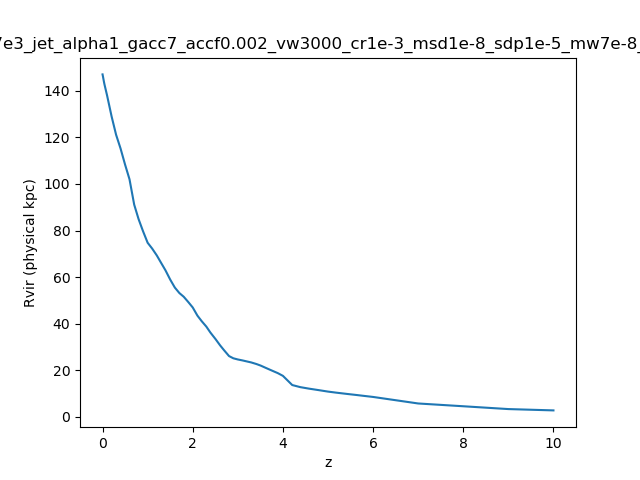 7e3_jet_alpha1_gacc7_accf0.002_vw3000_cr1e-3_msd1e-8_sdp1e-5_mw7e-8_
140
120
100
80
60
40
20
0
Rvir (physical kpc)
0 2 4 6 8 10
z